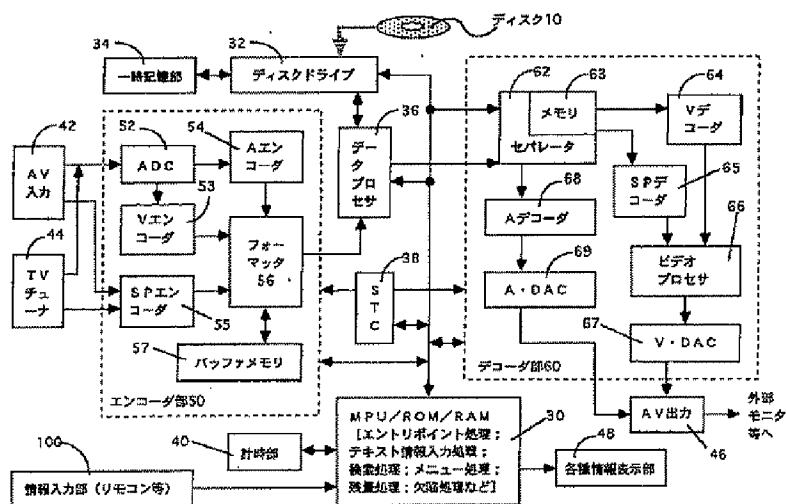 ディスク10
34
32
一時記憶部
ディスクドライブ
62
63
64
メモリ
セパレータ
Vデ
コーダ
42
52
54
36
AV
入力
ADC
Aエン
コーダ
データ
プロセサ
65
SPデ
コーダ
68
Aデコーダ
53
Vエン
コーダ
44
TV
チュ
ーナ
フォー
マッタ
56
66
ビデオ
プロセサ
69
A・DAC
38
STC
SPエン
コーダ
55
67
V・DAC
57
バッファメモリ
デコーダ部60
エンコーダ部50
MPU/ROM/RAM
[エントリポイント処理;
テキスト情報入力処理;
検索処理;メニュー処理;
残量処理;欠陥処理など]
30
AV出力
46
外部
モニタ
等へ
40
計時部
48
各種情報表示部
100
情報入力部(リモコン等)